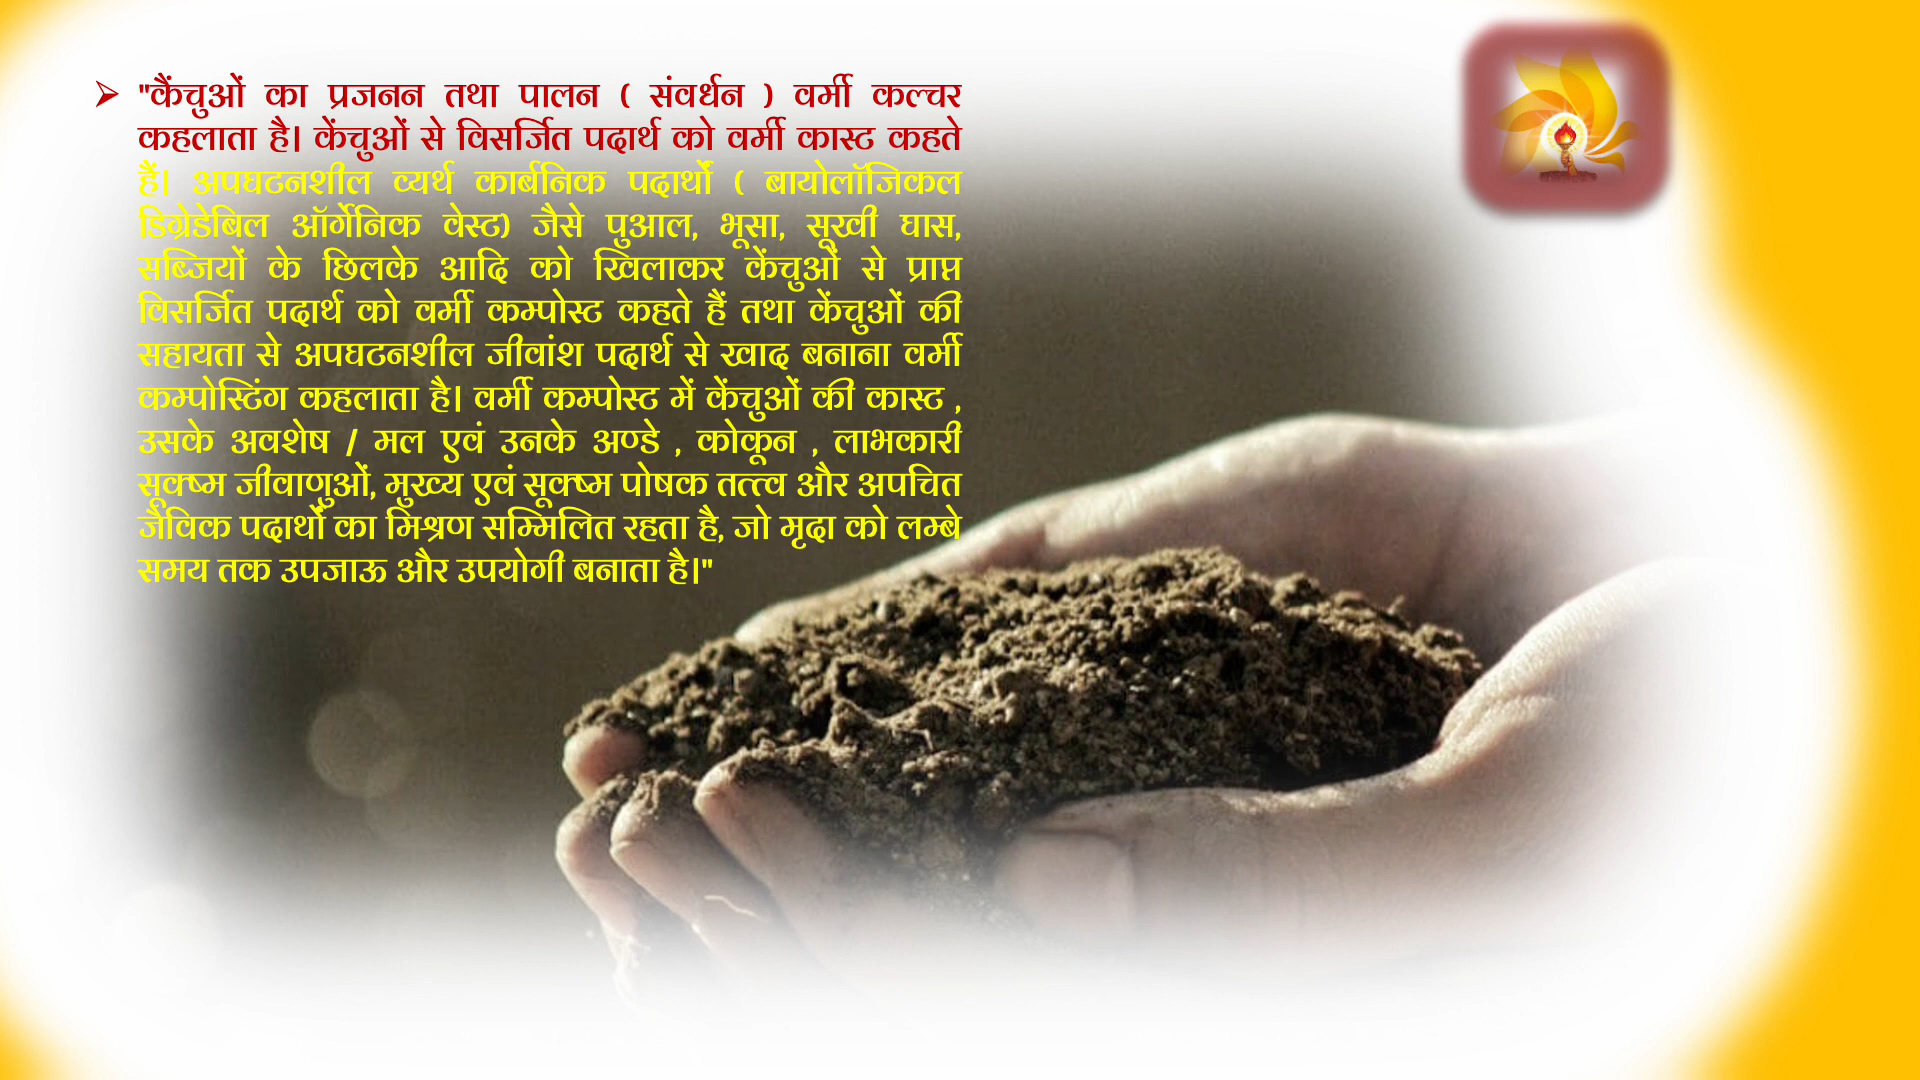 ➢ "कैंचुओं का प्रजनन तथा पालन ( संवर्धन ) वर्मी कल्चर
कहलाता है। केंचुओं से विसर्जित पदार्थ को वर्मी कास्ट कहते
हैं। अपघटनशील व्यर्थ कार्बनिक पदार्थों ( बायोलॉजिकल
डिग्रेडेबिल ऑर्गेनिक वेस्ट) जैसे पुआल, भूसा, सूखी घास,
सब्जियों के छिलके आदि को खिलाकर केंचुओं से प्राप्त
विसर्जित पदार्थ को वर्मी कम्पोस्ट कहते हैं तथा केंचुओं की
सहायता से अपघटनशील जीवांश पदार्थ से खाद बनाना वर्मी
कम्पोस्टिंग कहलाता है। वर्मी कम्पोस्ट में केंचुओं की कास्ट ,
उसके अवशेष / मल एवं उनके अण्डे , कोकून , लाभकारी
सूक्ष्म जीवाणुओं, मुख्य एवं सूक्ष्म पोषक तत्त्व और अपचित
जैविक पदार्थों का मिश्रण सम्मिलित रहता है, जो मृदा को लम्बे
समय तक उपजाऊ और उपयोगी बनाता है।"